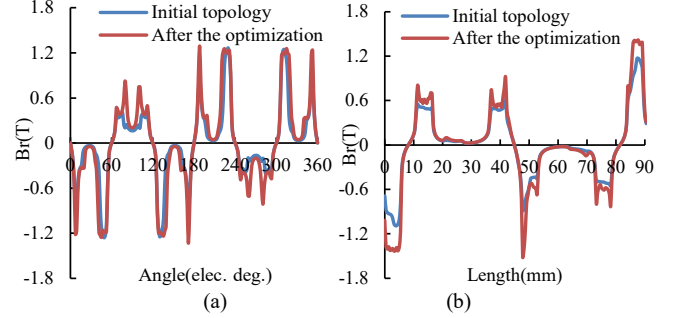 Initial topology
After the optimization
Br(T)
1.8
1.2
0.6
0
-0.6
-1.2
-1.8
0 60 120 180 240 300 360
Angle(elec. deg.)
(a)
Initial topology
After the optimization
Br(T)
1.8
1.2
0.6
0
-0.6
-1.2
-1.8
0 10 20 30 40 50 60 70 80 90
Length(mm)
(b)